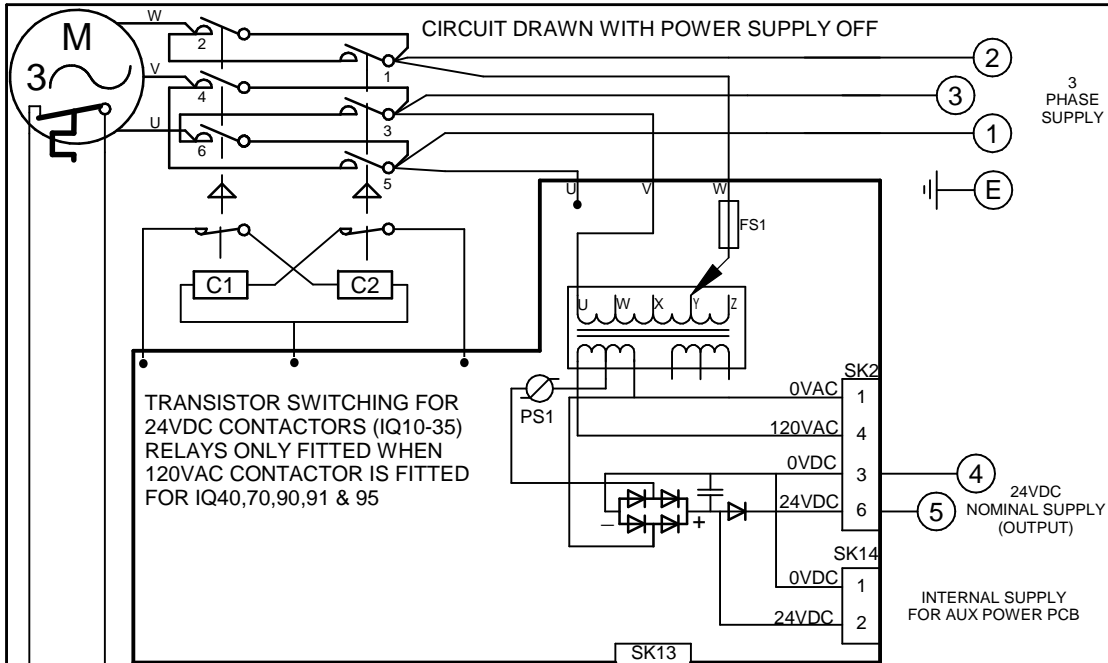 CIRCUIT DRAWN WITH POWER SUPPLY OFF
W
M
3
V
U
2
1
4
3
6
5
2
3
1
E
3
PHASE
SUPPLY
U
V
W
FS1
C1
C2
U
W
X
Y
Z
PS1
TRANSISTOR SWITCHING FOR
24VDC CONTACTORS (IQ10-35)
RELAYS ONLY FITTED WHEN
120VAC CONTACTOR IS FITTED
FOR IQ40,70,90,91 & 95
SK2
0VAC
1
120VAC
4
0VDC
3
24VDC
6
4
5
24VDC
NOMINAL SUPPLY
(OUTPUT)
–
+
SK14
0VDC
1
24VDC
2
INTERNAL SUPPLY
FOR AUX POWER PCB
SK13